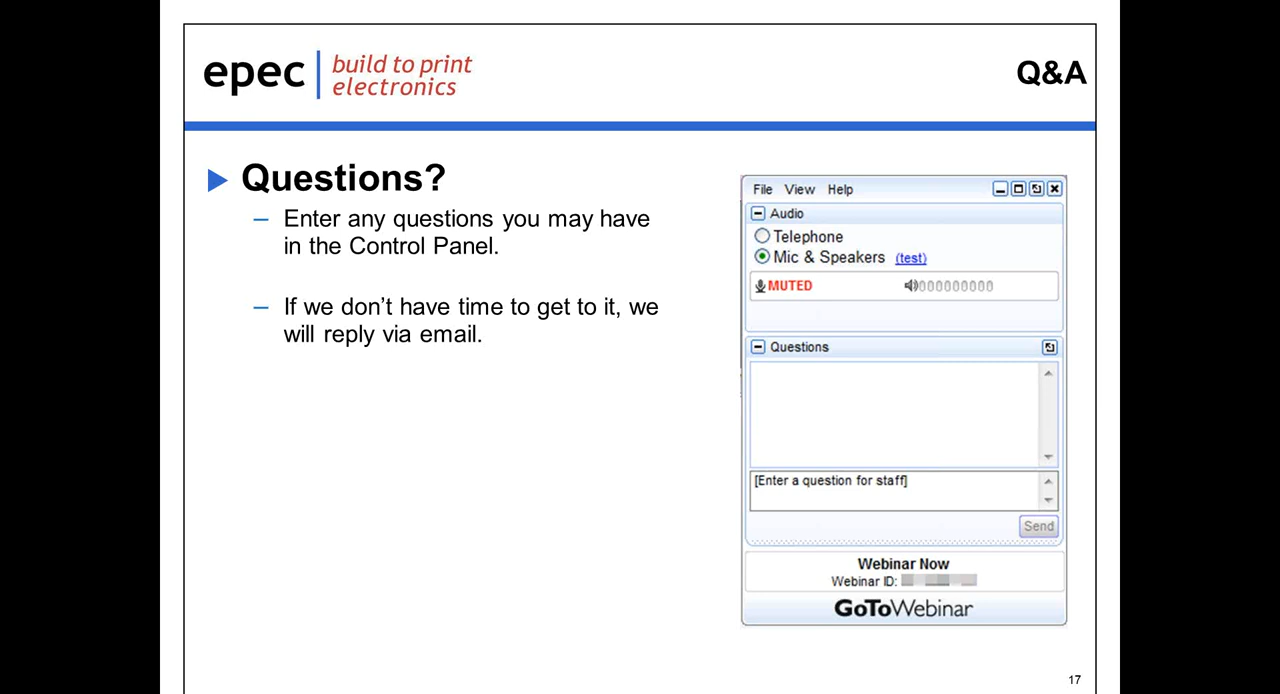 epec
build to print
electronics
Q&A
Questions?
– Enter any questions you may have
in the Control Panel.
– If we don’t have time to get to it, we
will reply via email.
File View Help
Audio
Telephone
Mic & Speakers (test)
MUTED 000000000
Questions
[Enter a question for staff]
Send
Webinar Now
Webinar ID:
GoToWebinar
17